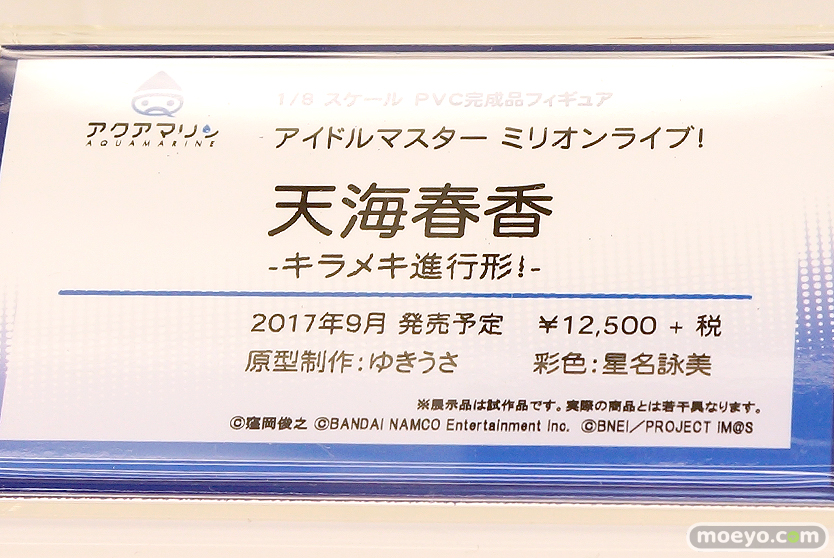 1/8 スケール PVC完成品フィギュア
アクアマリン
AQUAMARINE
アイドルマスター ミリオンライブ!
天海春香
-キラメキ進行形!-
2017年9月 発売予定 ¥12,500 + 税
原型制作:ゆきうさ 彩色:星名詠美
※展示品は試作品です。実際の商品とは若干異なります。
©窪岡俊之 ©BANDAI NAMCO Entertainment Inc. ©BNEI／PROJECT IM@S
moeyo.com